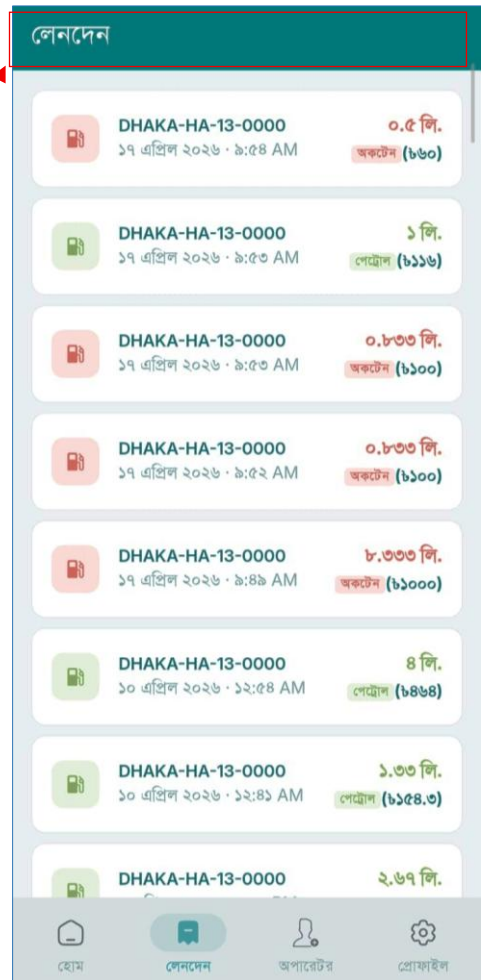 লেনদেন
DHAKA-HA-13-0000
০.৫ লি.
১৭ এপ্রিল ২০২৬ · ৯:৫৪ AM
অকটেন (৳৬০)
DHAKA-HA-13-0000
১ লি.
১৭ এপ্রিল ২০২৬ · ৯:৫৩ AM
পেট্রোল (৳১১৬)
DHAKA-HA-13-0000
০.৮৩৩ লি.
১৭ এপ্রিল ২০২৬ · ৯:৫৩ AM
অকটেন (৳১০০)
DHAKA-HA-13-0000
০.৮৩৩ লি.
১৭ এপ্রিল ২০২৬ · ৯:৫২ AM
অকটেন (৳১০০)
DHAKA-HA-13-0000
৮.৩৩৩ লি.
১৭ এপ্রিল ২০২৬ · ৯:৪৯ AM
অকটেন (৳১০০০)
DHAKA-HA-13-0000
৪ লি.
১০ এপ্রিল ২০২৬ · ১২:৫৪ AM
পেট্রোল (৳৪৬৪)
DHAKA-HA-13-0000
১.৩৩ লি.
১০ এপ্রিল ২০২৬ · ১২:৪১ AM
পেট্রোল (৳১৫৪.৩)
DHAKA-HA-13-0000
২.৬৭ লি.
হোম
লেনদেন
অপারেটর
প্রোফাইল